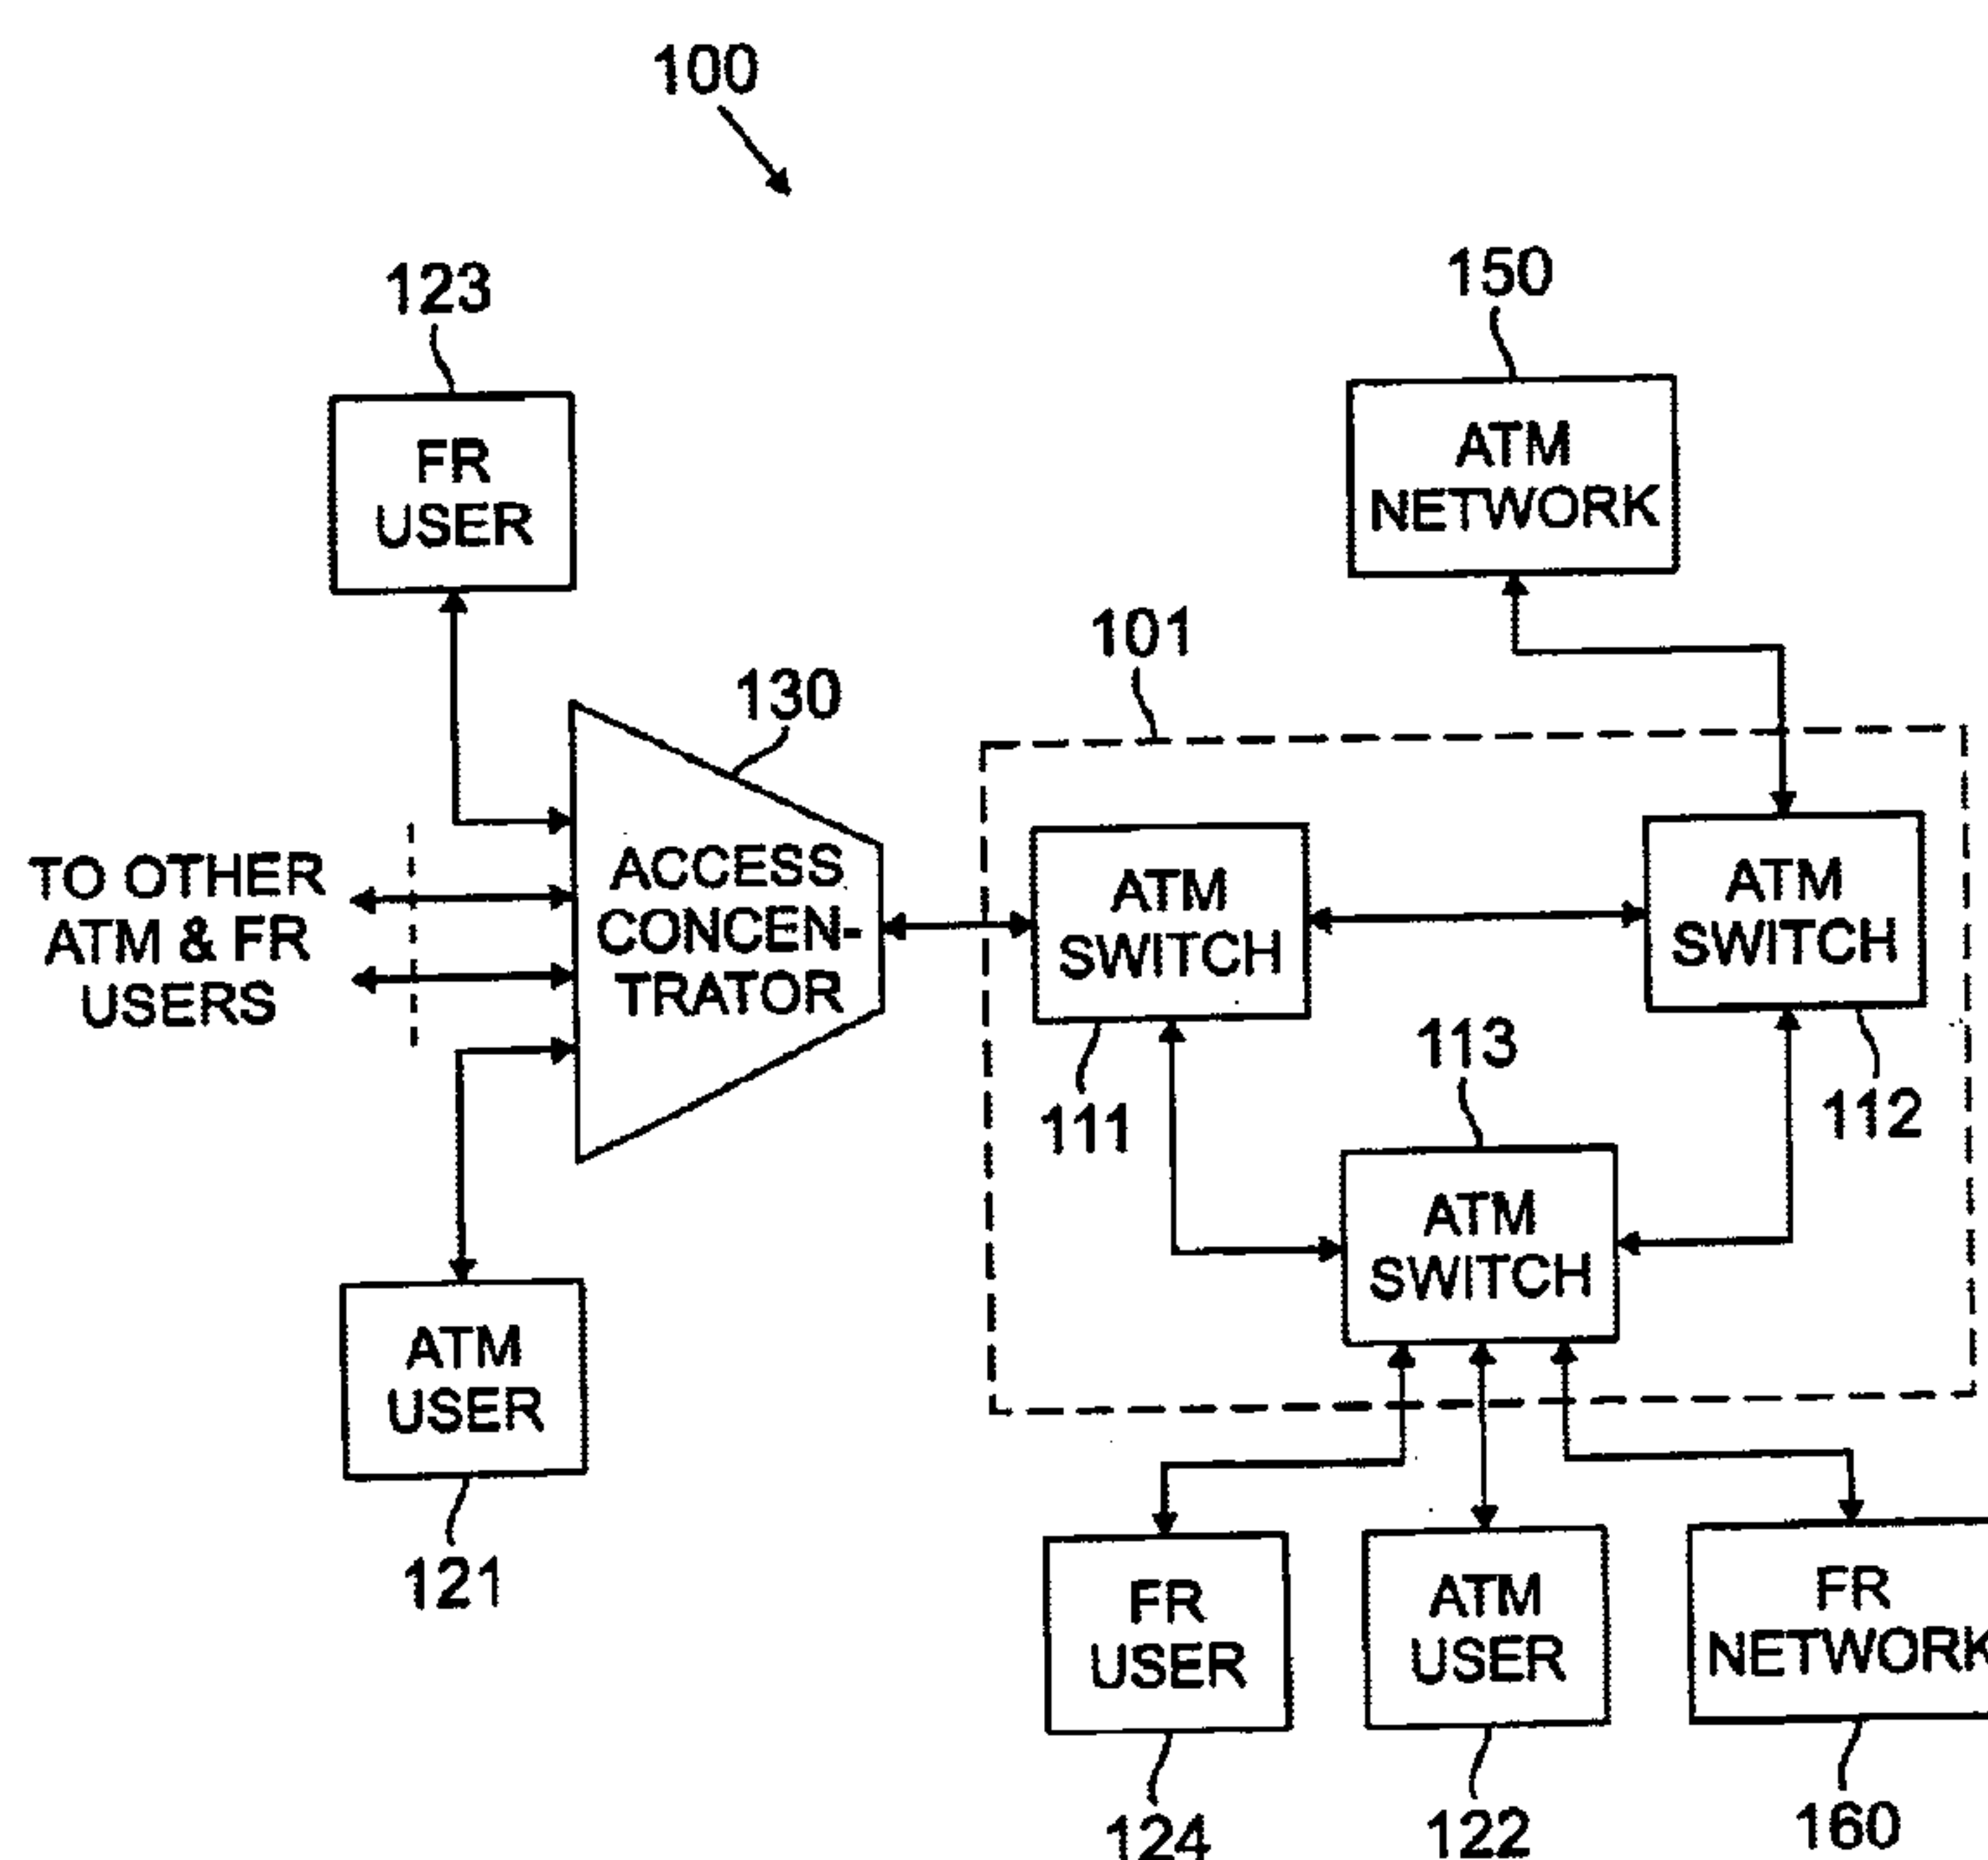 100
123
150
FR
USER
ATM
NETWORK
101
130
TO OTHER
ATM & FR
USERS
ACCESS
CONCEN-
TRATOR
ATM
SWITCH
ATM
SWITCH
111
113
112
ATM
SWITCH
ATM
USER
121
FR
USER
ATM
USER
FR
NETWORK
124
122
160